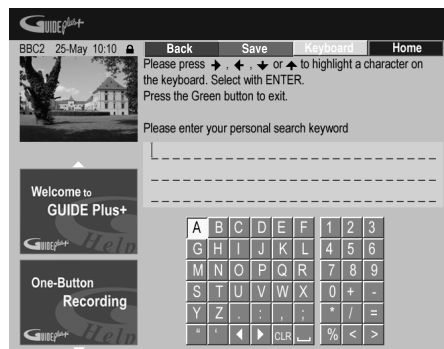 GUIDE Plus+
BBC2 25-May 10:10
Back Save Keyboard Home
Please press , , or to highlight a character on
the keyboard. Select with ENTER.
Press the Green button to exit.
Please enter your personal search keyword
Welcome to
GUIDE Plus+
GUIDE Plus+ Help
One-Button
Recording
GUIDE Plus+ Help
A B C D E F 1 2 3
G H I J K L 4 5 6
M N O P Q R 7 8 9
S T U V W X 0 + -
Y Z . : , ; * / =
" ' CLR % < >